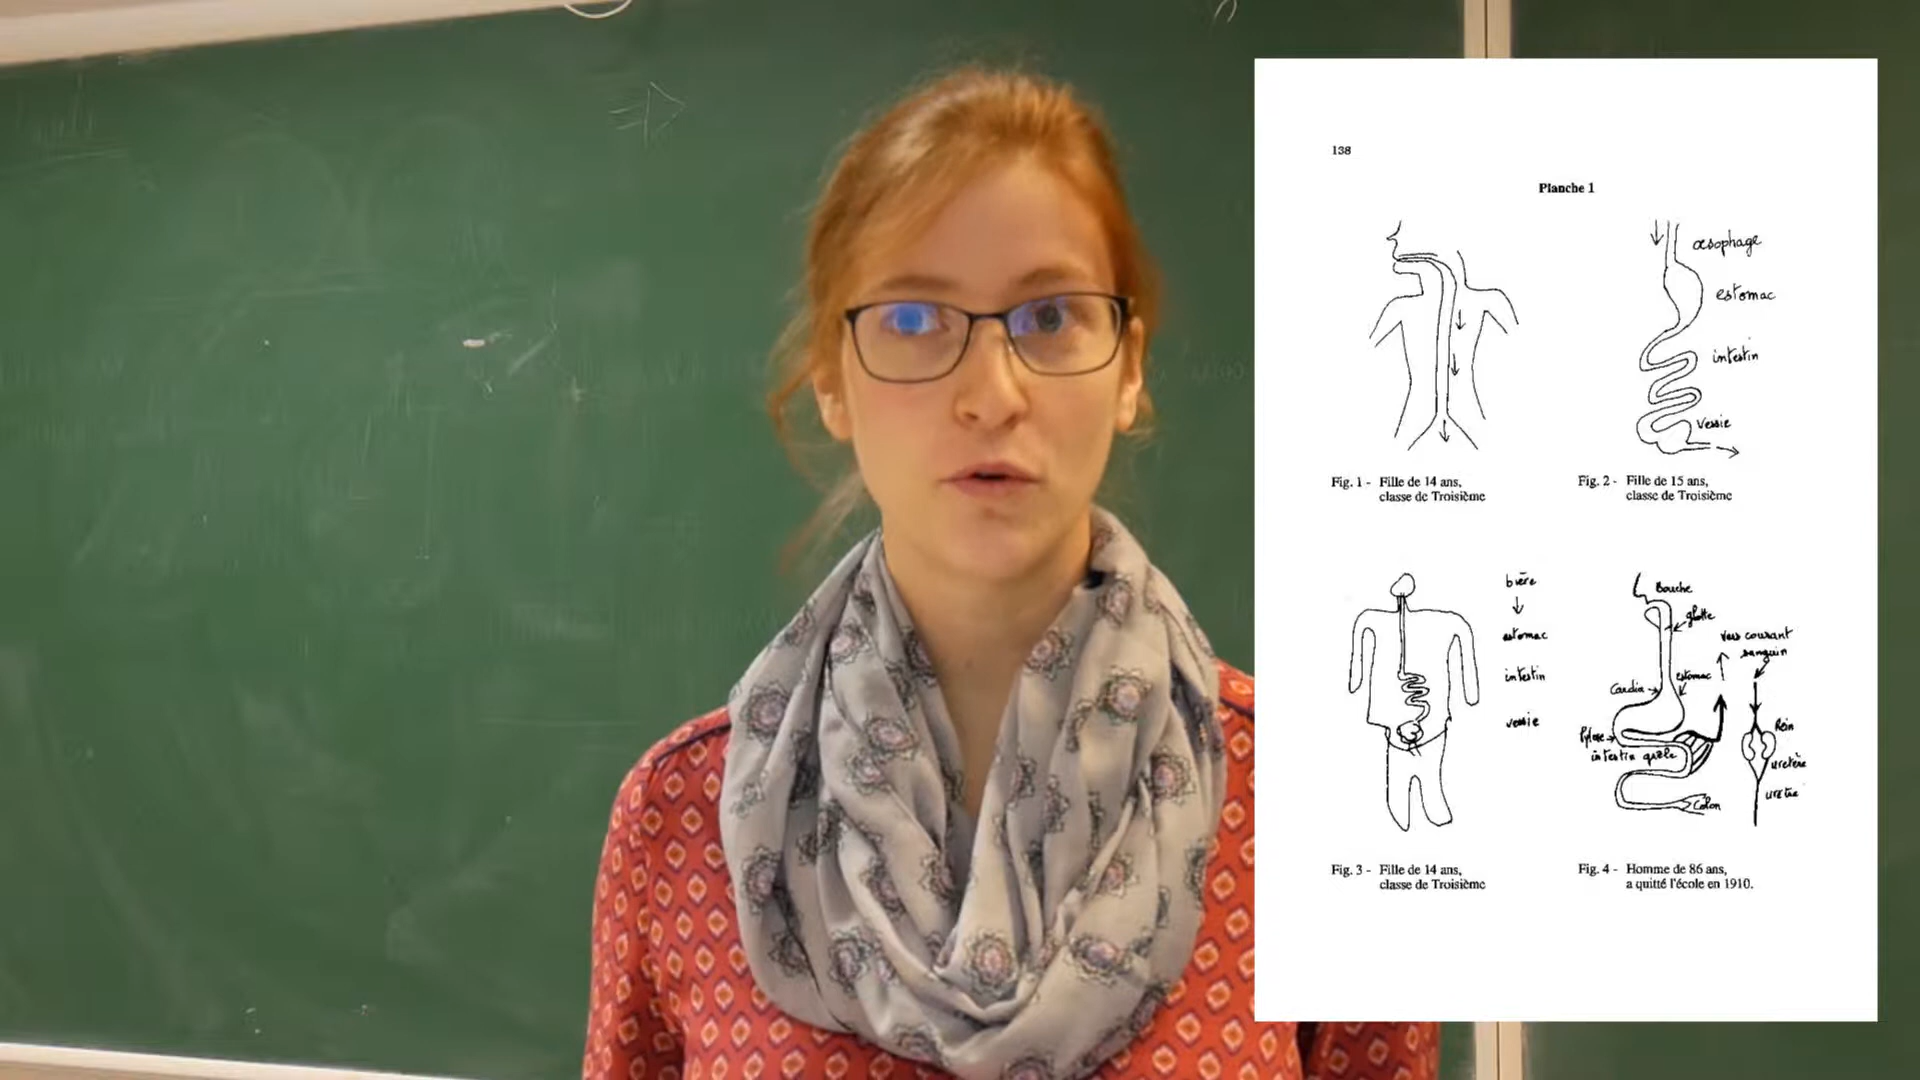 138
Planche 1
œsophage
estomac
intestin
vessie
Fig. 1 - Fille de 14 ans,
classe de Troisième
Fig. 2 - Fille de 15 ans,
classe de Troisième
bière
estomac
intestin
vessie
Bouche
glotte
vers courant
sanguin
Cardia
estomac
Pylore
intestin grèle
Colon
Rein
uretère
uretre
Fig. 3 - Fille de 14 ans,
classe de Troisième
Fig. 4 - Homme de 86 ans,
a quitté l'école en 1910.